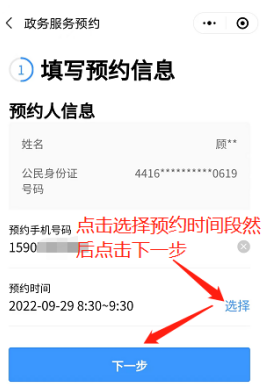 政务服务预约
1 填写预约信息
预约人信息
姓名 顾**
公民身份证号码 4416**********0619
预约手机号码
1590
点击选择预约时间段然
后点击下一步
预约时间
2022-09-29 8:30~9:30 选择
下一步